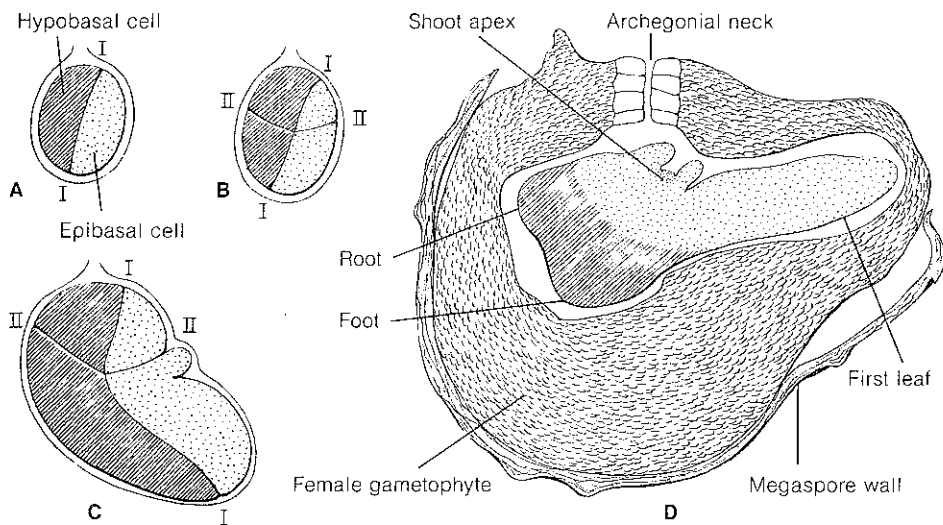 Hypobasal cell
I
A
I
Epibasal cell
I
II
II
B
I
I
II
II
C
I
Shoot apex
Archegonial neck
Root
Foot
First leaf
Female gametophyte
Megaspore wall
D